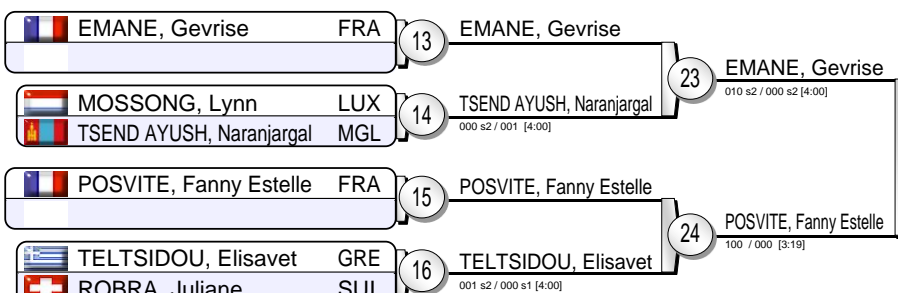 EMANE, Gevrise FRA
13
EMANE, Gevrise
MOSSONG, Lynn LUX
TSEND AYUSH, Naranjargal MGL
14
TSEND AYUSH, Naranjargal
000 s2 / 001 [4:00]
23
EMANE, Gevrise
010 s2 / 000 s2 [4:00]
POSVITE, Fanny Estelle FRA
15
POSVITE, Fanny Estelle
TELTSIDOU, Elisavet GRE
ROBRA, Juliane SUI
16
TELTSIDOU, Elisavet
001 s2 / 000 s1 [4:00]
24
POSVITE, Fanny Estelle
100 / 000 [3:19]